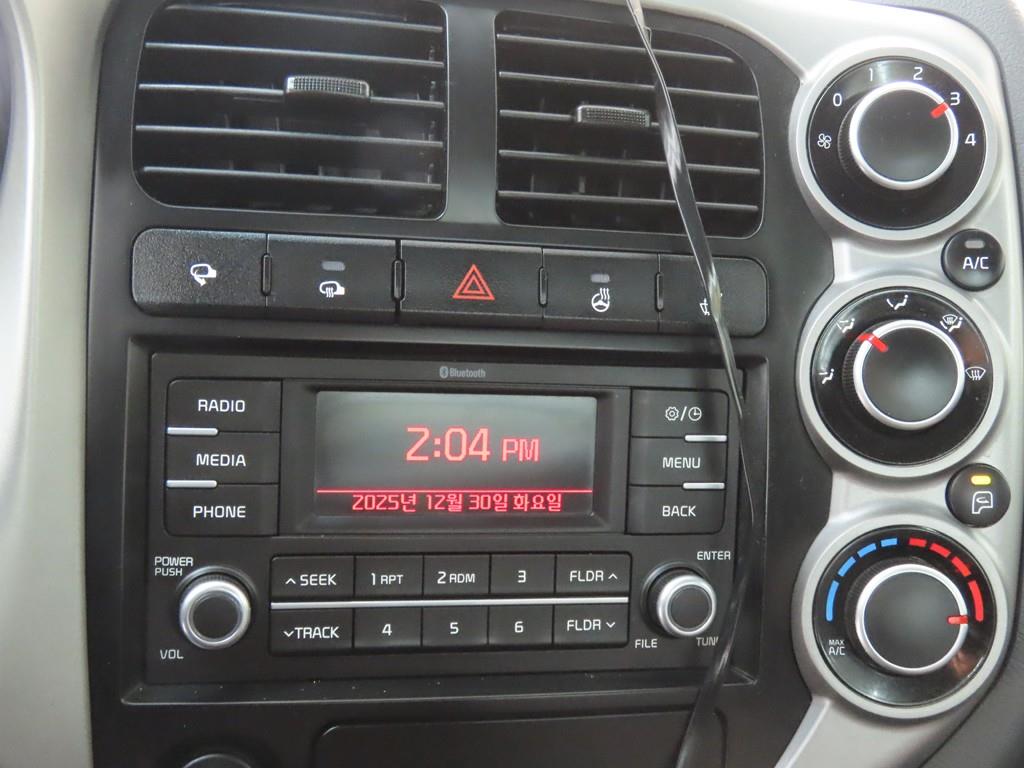 0 1 2 3 4
A/C
Bluetooth
RADIO
MEDIA
PHONE
2:04 PM
2025년 12월 30일 화요일
MENU
BACK
POWER
PUSH
VOL
SEEK
1 RPT
2 RDM
3
FLDR
TRACK
4
5
6
FLDR
ENTER
FILE
TUN
MAX
A/C